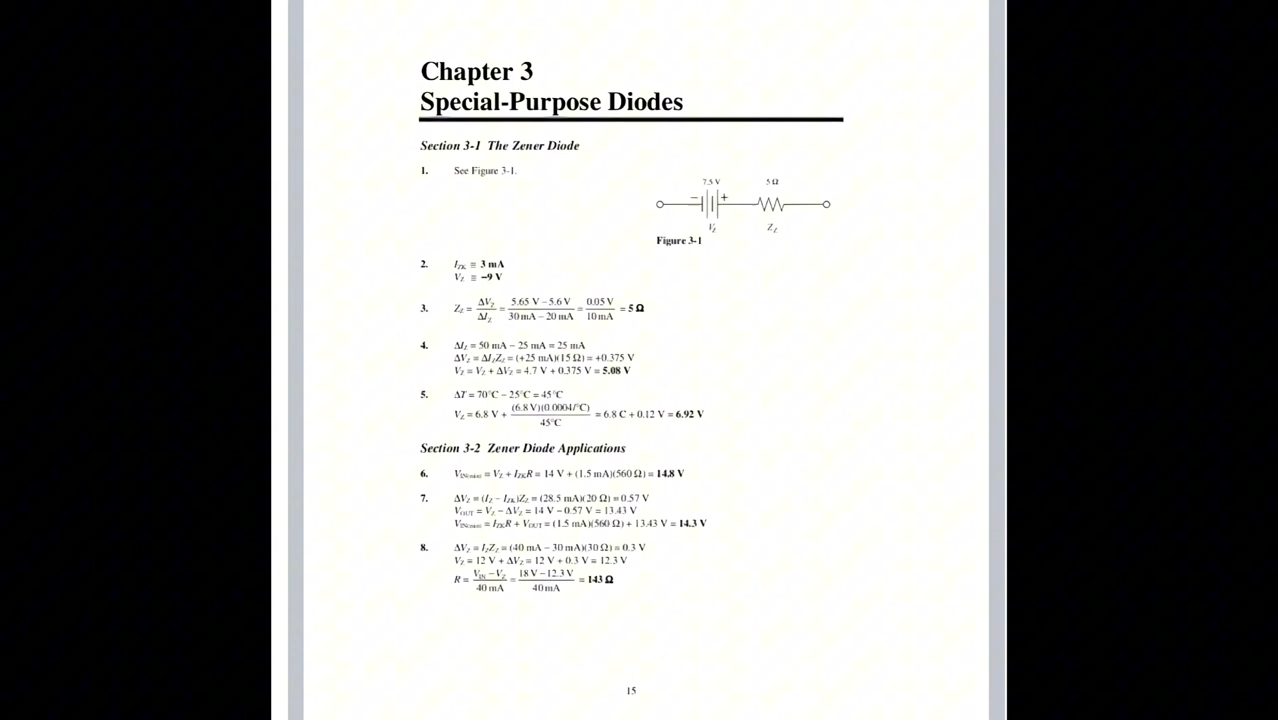 Chapter 3
Special-Purpose Diodes
Section 3-1 The Zener Diode
1. See Figure 3-1.
7.5 V 5 Ω
− +
V_Z Z_Z
Figure 3-1
2. I_ZK ≅ 3 mA
V_Z ≅ −9 V
3. Z_Z = ΔV_Z/ΔI_Z = (5.65 V − 5.6 V)/(30 mA − 20 mA) = 0.05 V/10 mA = 5 Ω
4. ΔI_Z = 50 mA − 25 mA = 25 mA
ΔV_Z = ΔI_ZZ_Z = (+25 mA)(15 Ω) = +0.375 V
V_Z = V_Z + ΔV_Z = 4.7 V + 0.375 V = 5.08 V
5. ΔT = 70°C − 25°C = 45°C
V_Z = 6.8 V + (6.8 V)(0.0004/°C)/45°C = 6.8 C + 0.12 V = 6.92 V
Section 3-2 Zener Diode Applications
6. V_IN(min) = V_Z + I_ZKR = 14 V + (1.5 mA)(560 Ω) = 14.8 V
7. ΔV_Z = (I_Z − I_ZK)Z_Z = (28.5 mA)(20 Ω) = 0.57 V
V_OUT = V_Z − ΔV_Z = 14 V − 0.57 V = 13.43 V
V_IN(min) = I_ZKR + V_OUT = (1.5 mA)(560 Ω) + 13.43 V = 14.3 V
8. ΔV_Z = I_ZZ_Z = (40 mA − 30 mA)(30 Ω) = 0.3 V
V_Z = 12 V + ΔV_Z = 12 V + 0.3 V = 12.3 V
R = (V_IN − V_Z)/40 mA = (18 V − 12.3 V)/40 mA = 143 Ω
15